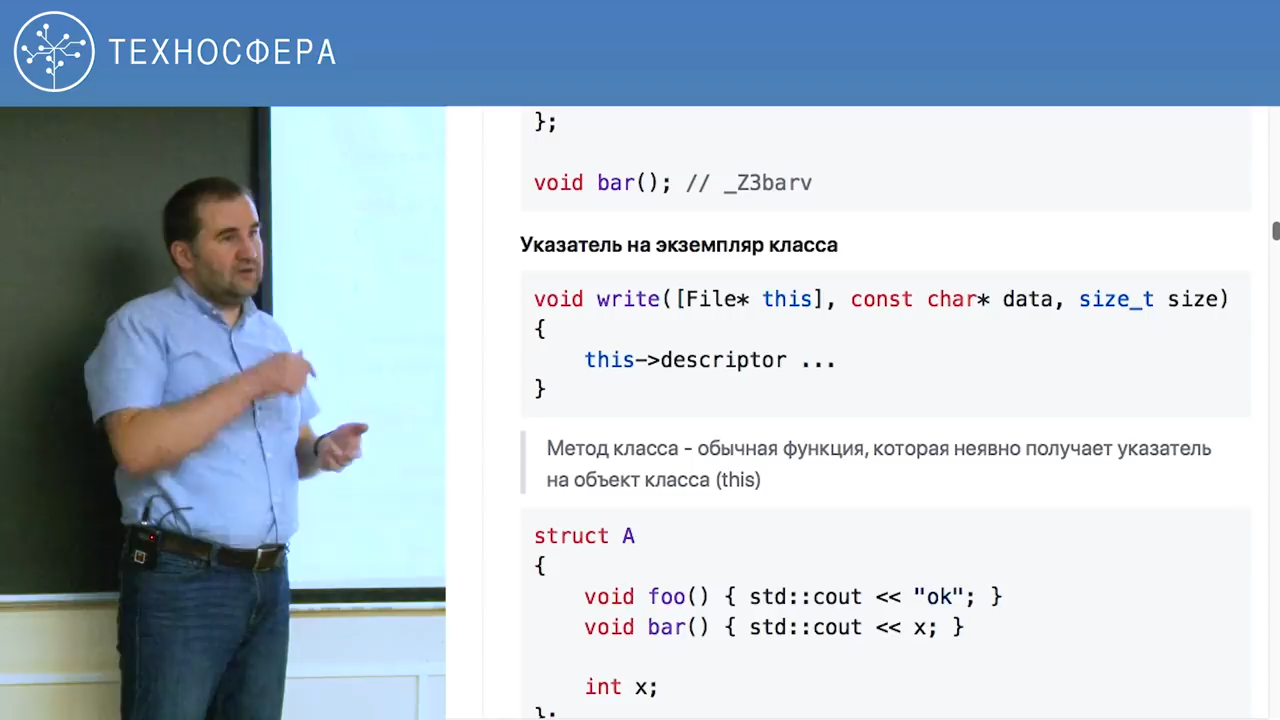 ТЕХНОСФЕРА
};
void bar(); // _Z3barv
Указатель на экземпляр класса
void write([File* this], const char* data, size_t size)
{
this->descriptor ...
}
Метод класса - обычная функция, которая неявно получает указатель
на объект класса (this)
struct A
{
void foo() { std::cout << "ok"; }
void bar() { std::cout << x; }
int x;
};